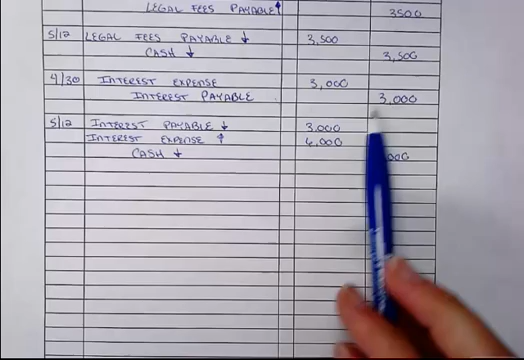 LEGAL FEES PAYABLE↑ 3500
5/12 LEGAL FEES PAYABLE ↓ 3,500
CASH ↓ 3,500
4/30 INTEREST EXPENSE 3,000
INTEREST PAYABLE 3,000
5/12 INTEREST PAYABLE ↓ 3,000
INTEREST EXPENSE ↑ 6,000
CASH ↓ 000